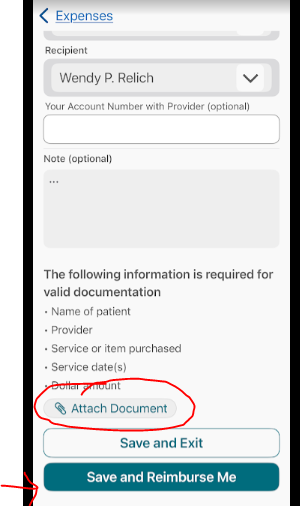 Expenses
Recipient
Wendy P. Relich
Your Account Number with Provider (optional)
Note (optional)
...
The following information is required for
valid documentation
• Name of patient
• Provider
• Service or item purchased
• Service date(s)
• Dollar amount
Attach Document
Save and Exit
Save and Reimburse Me